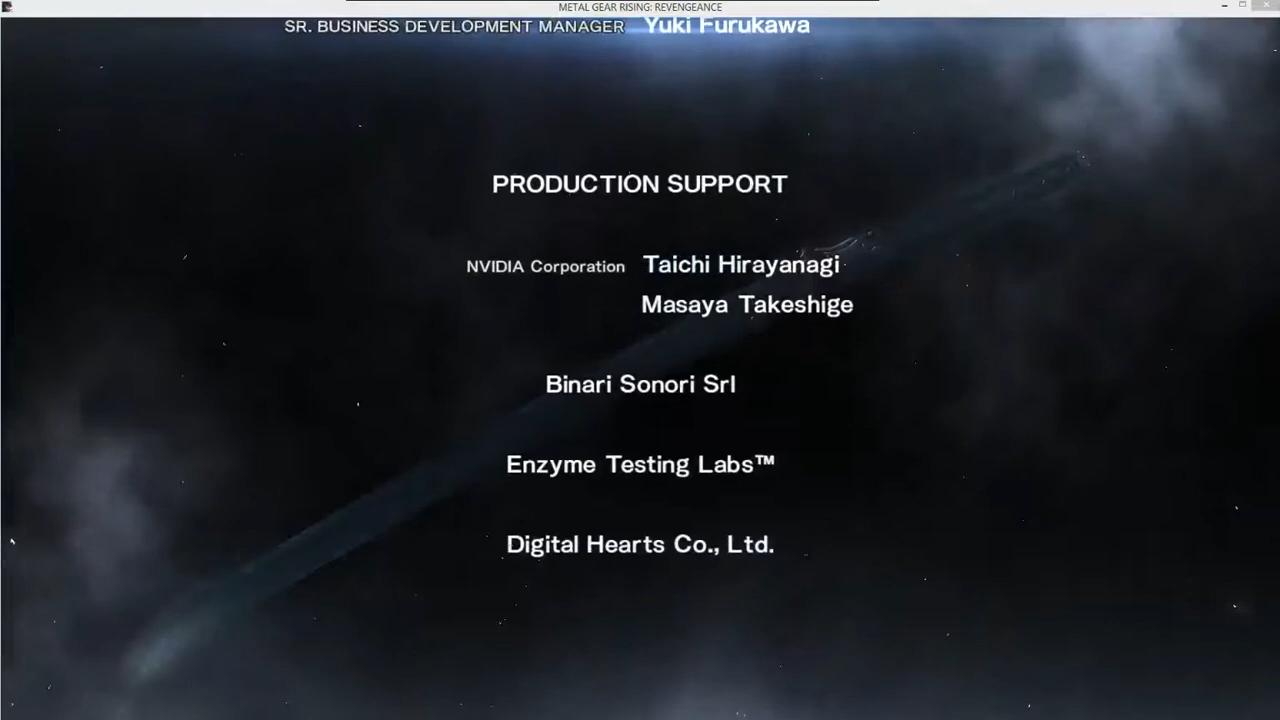 METAL GEAR RISING: REVENGEANCE
SR. BUSINESS DEVELOPMENT MANAGER Yuki Furukawa
PRODUCTION SUPPORT
NVIDIA Corporation Taichi Hirayanagi
Masaya Takeshige
Binari Sonori Srl
Enzyme Testing Labs™
Digital Hearts Co., Ltd.